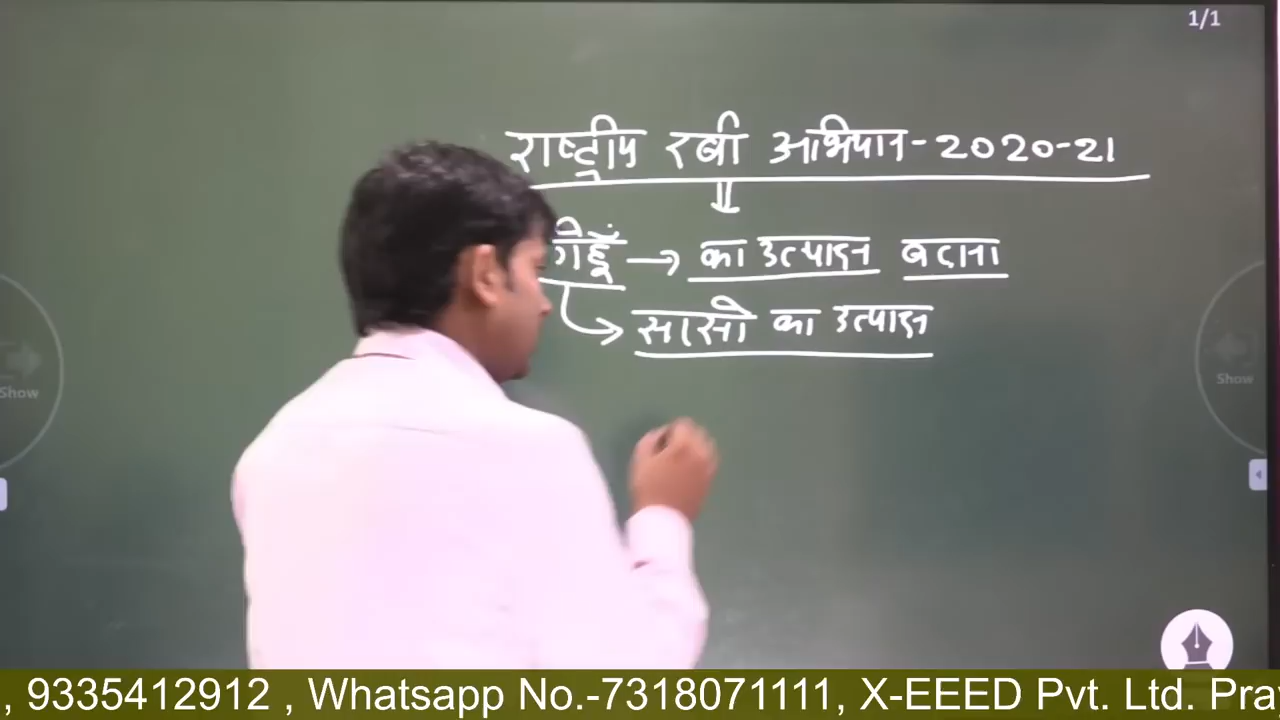 1/1
राष्ट्रीय रबी अभियान-2020-21
गेहूँ → का उत्पादन बढाना
सरसों का उत्पादन
Show
Show
, 9335412912 , Whatsapp No.-7318071111, X-EEED Pvt. Ltd. Pra